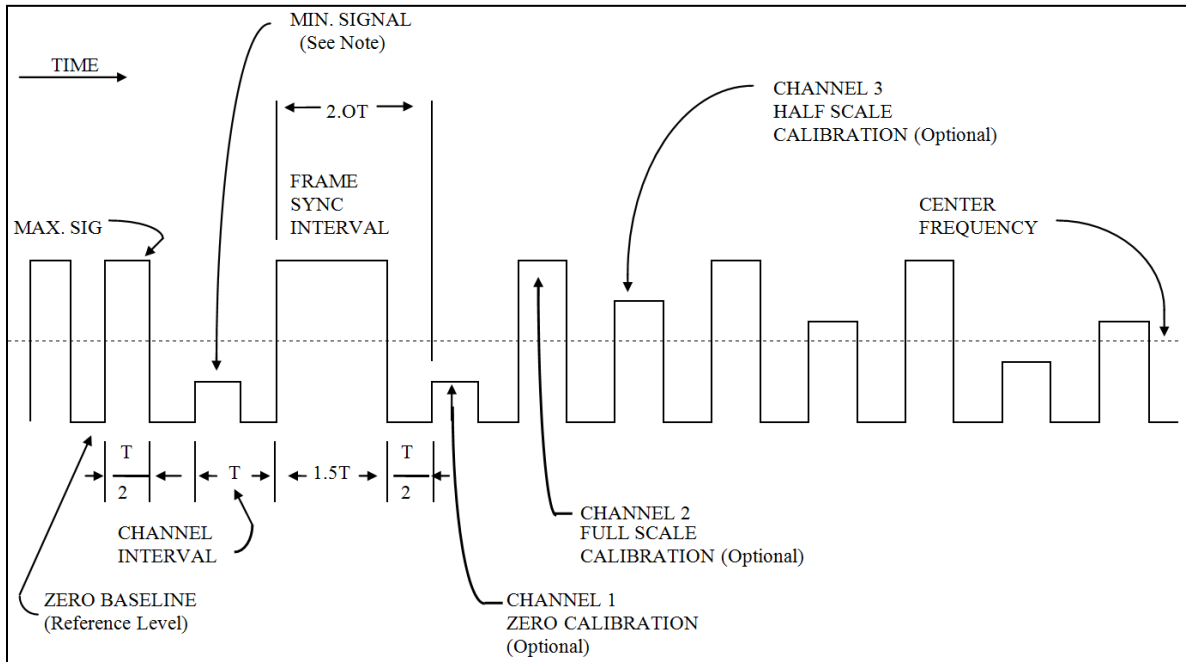 MIN. SIGNAL
(See Note)
TIME
2.OT
CHANNEL 3
HALF SCALE
CALIBRATION (Optional)
FRAME
SYNC
INTERVAL
MAX. SIG
CENTER
FREQUENCY
T
2
T
1.5T
T
2
CHANNEL
INTERVAL
CHANNEL 2
FULL SCALE
CALIBRATION (Optional)
ZERO BASELINE
(Reference Level)
CHANNEL 1
ZERO CALIBRATION
(Optional)